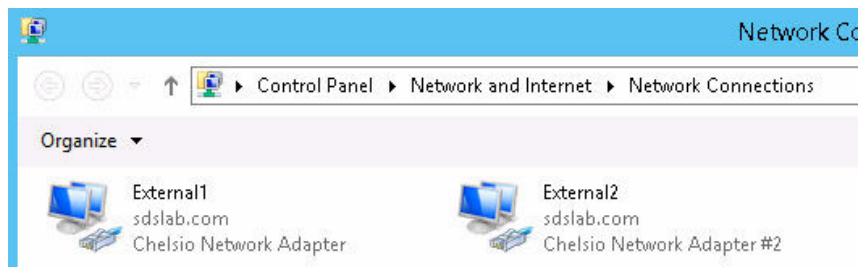 Network Co
Control Panel Network and Internet Network Connections
Organize
External1
sdslab.com
Chelsio Network Adapter
External2
sdslab.com
Chelsio Network Adapter #2